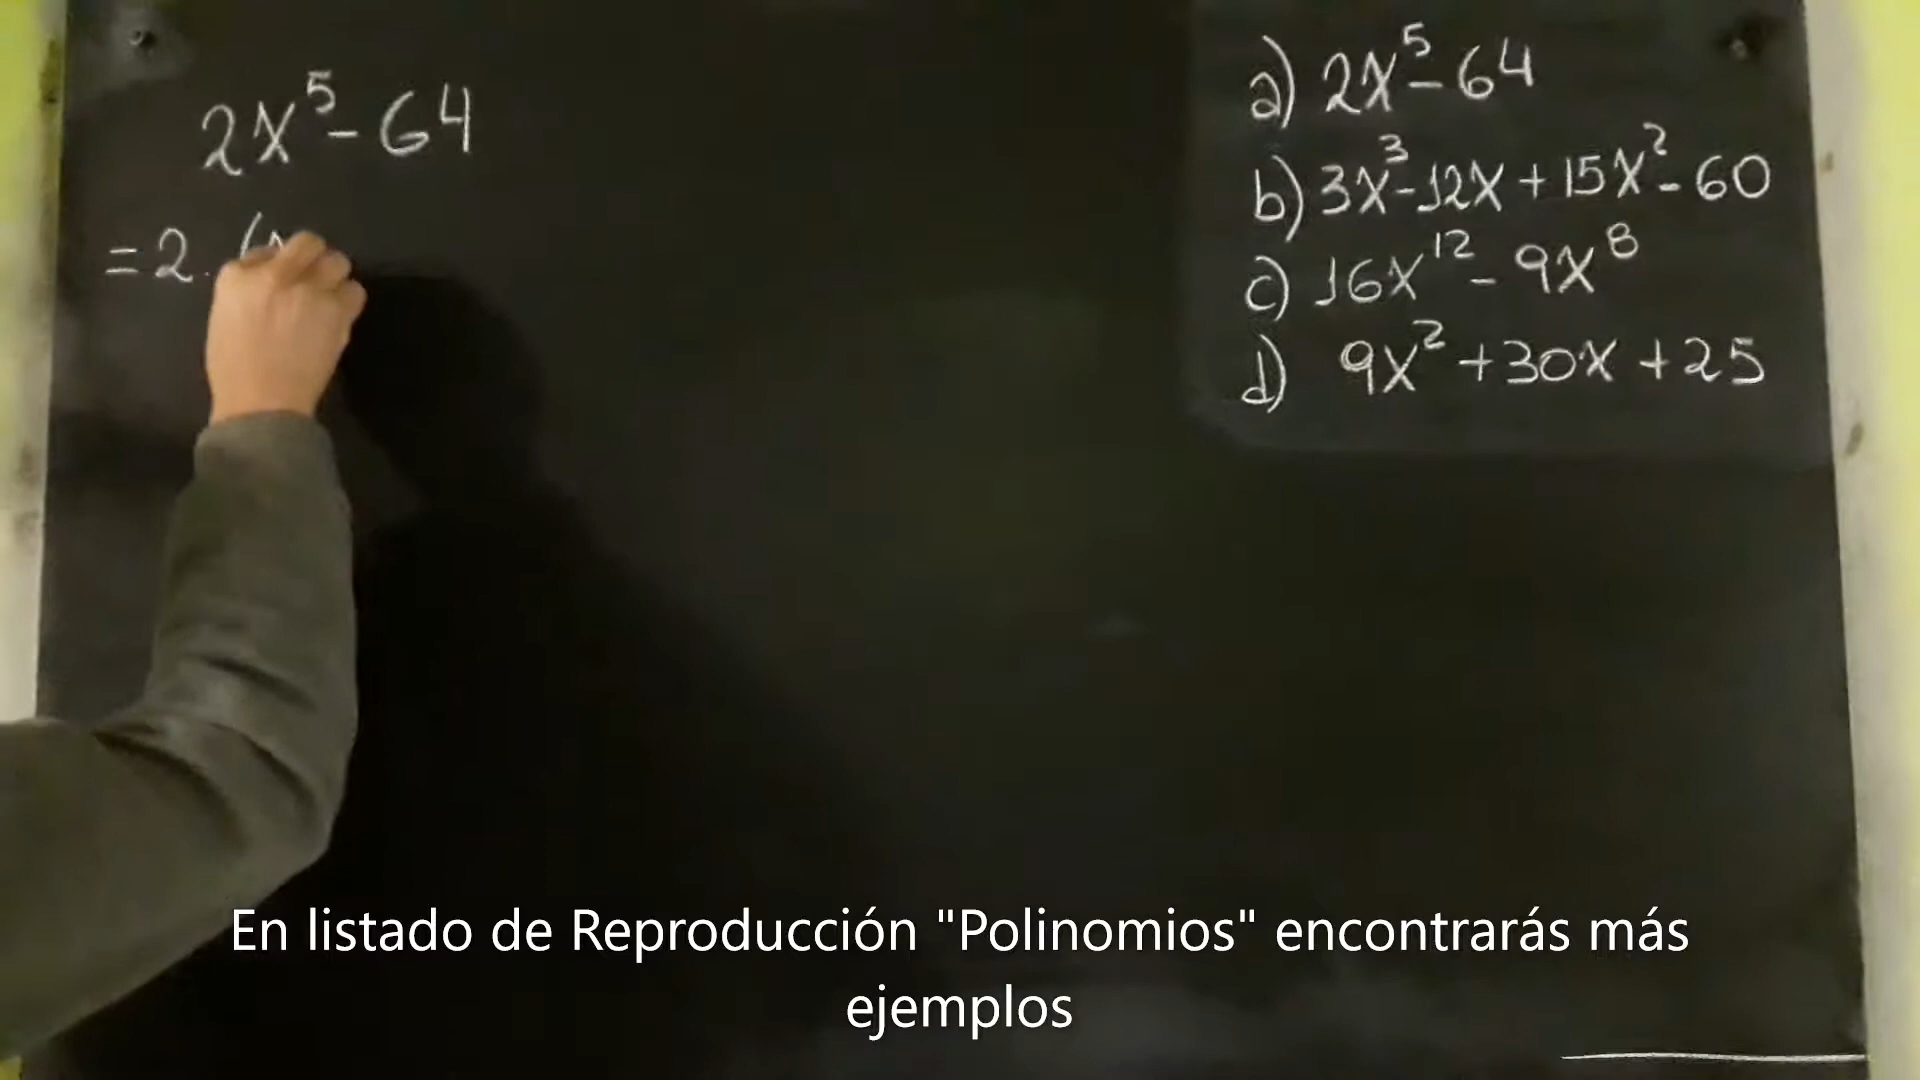 2x⁵-64
=2.(
a) 2x⁵-64
b) 3x³-12x+15x²-60
c) 16x¹²-9x⁸
d) 9x²+30x+25
En listado de Reproducción "Polinomios" encontrarás más
ejemplos